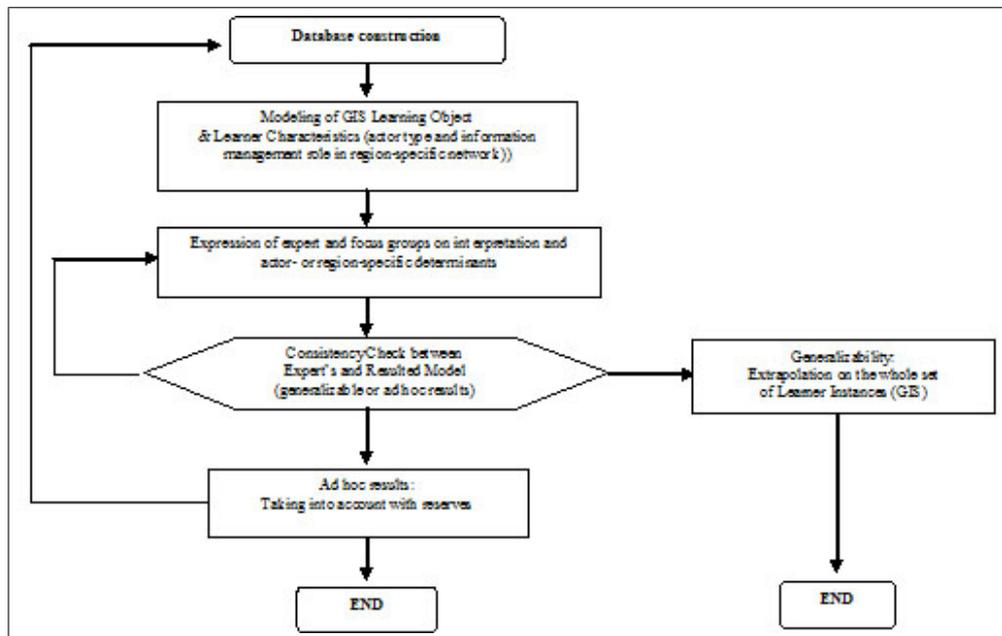 Database construction
Modeling of GIS Learning Object
& Learner Characteristics (actor type and information
management role in region-specific network))
Expression of expert and focus groups on interpretation and
actor- or region-specific determinants
ConsistencyCheck between
Expert's and Resulted Model
(generalizable or ad hoc results)
Generalizability:
Extrapolation on the whole set
of Learner Instances (GIS)
Ad hoc results:
Taking into account with reserves
END
END